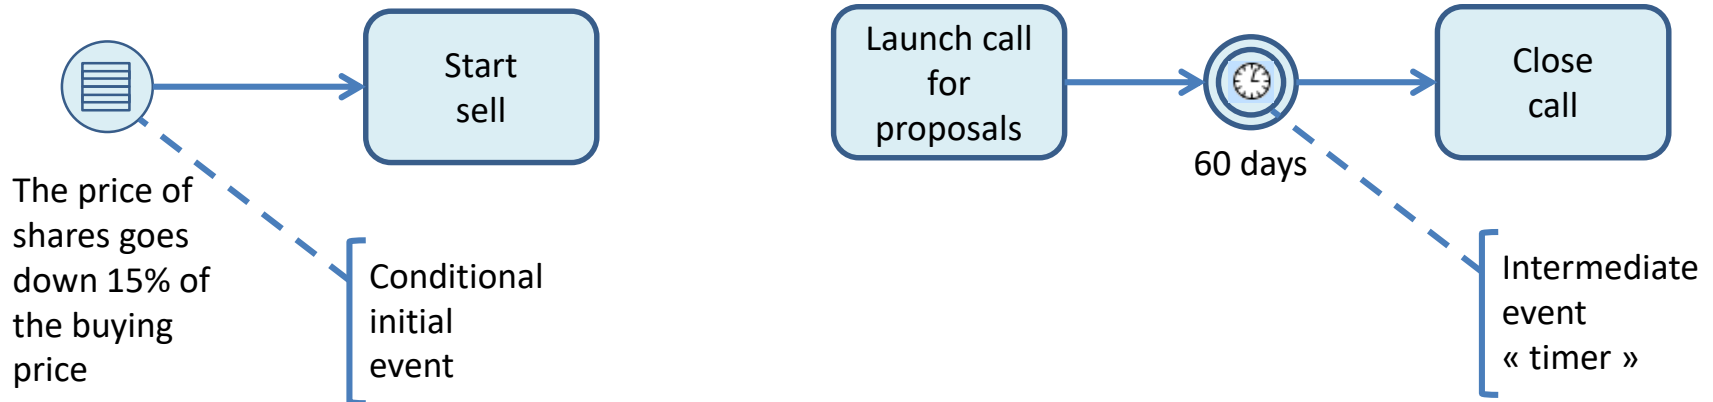 Start
sell
The price of
shares goes
down 15% of
the buying
price
Conditional
initial
event
Launch call
for
proposals
60 days
Close
call
Intermediate
event
« timer »